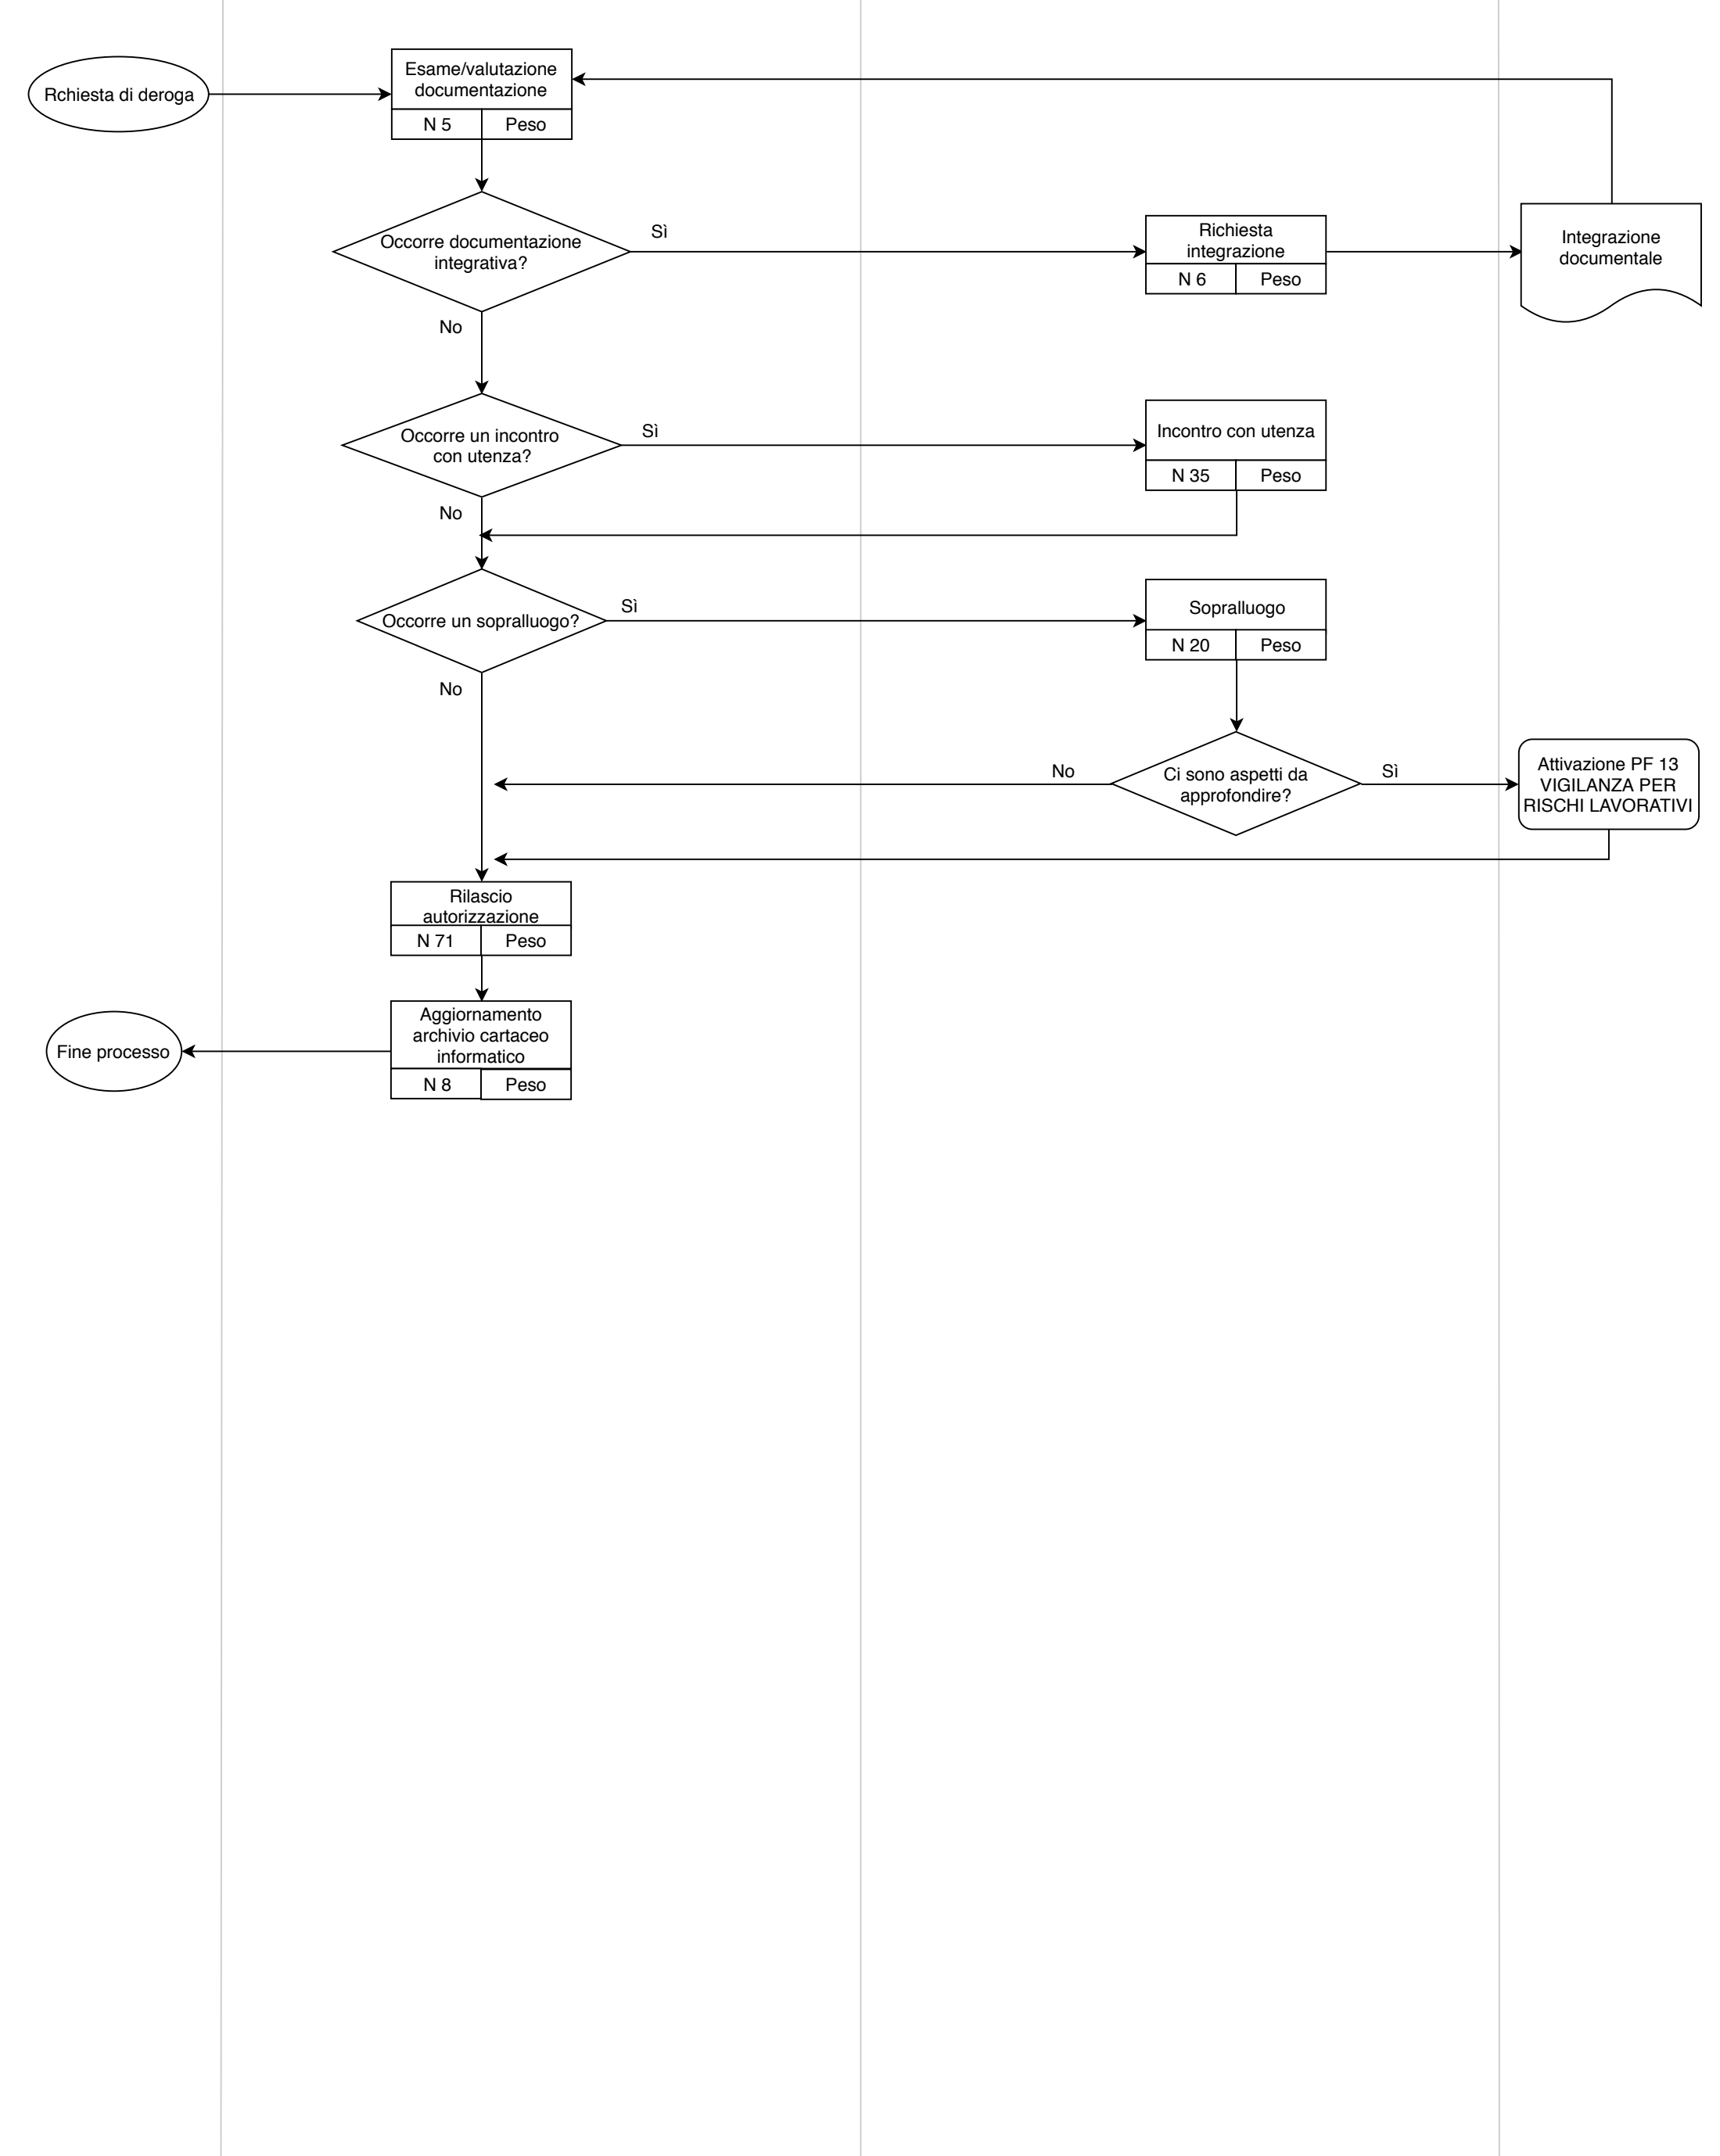 Rchiesta di deroga
Esame/valutazione
documentazione
N 5
Peso
Occorre documentazione
integrativa?
Sì
No
Richiesta
integrazione
N 6
Peso
Integrazione
documentale
Occorre un incontro
con utenza?
Sì
No
Incontro con utenza
N 35
Peso
Occorre un sopralluogo?
Sì
No
Sopralluogo
N 20
Peso
Ci sono aspetti da
approfondire?
No
Sì
Attivazione PF 13
VIGILANZA PER
RISCHI LAVORATIVI
Rilascio
autorizzazione
N 71
Peso
Aggiornamento
archivio cartaceo
informatico
N 8
Peso
Fine processo